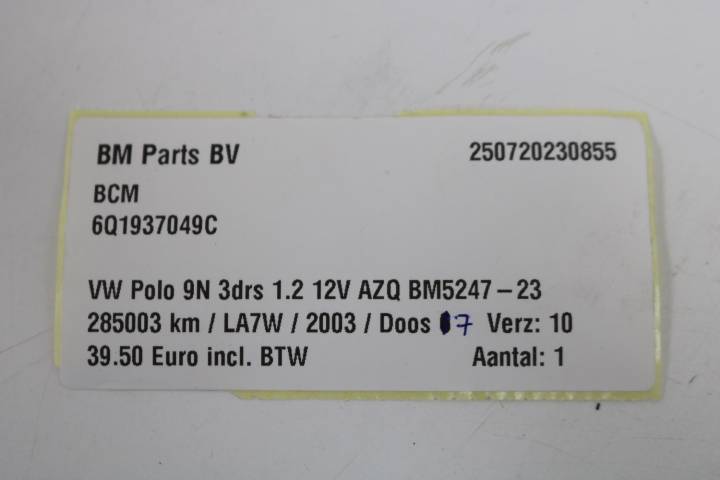 BM Parts BV 250720230855
BCM
6Q1937049C
VW Polo 9N 3drs 1.2 12V AZQ BM5247-23
285003 km / LA7W / 2003 / Doos 7 Verz: 10
39.50 Euro incl. BTW Aantal: 1